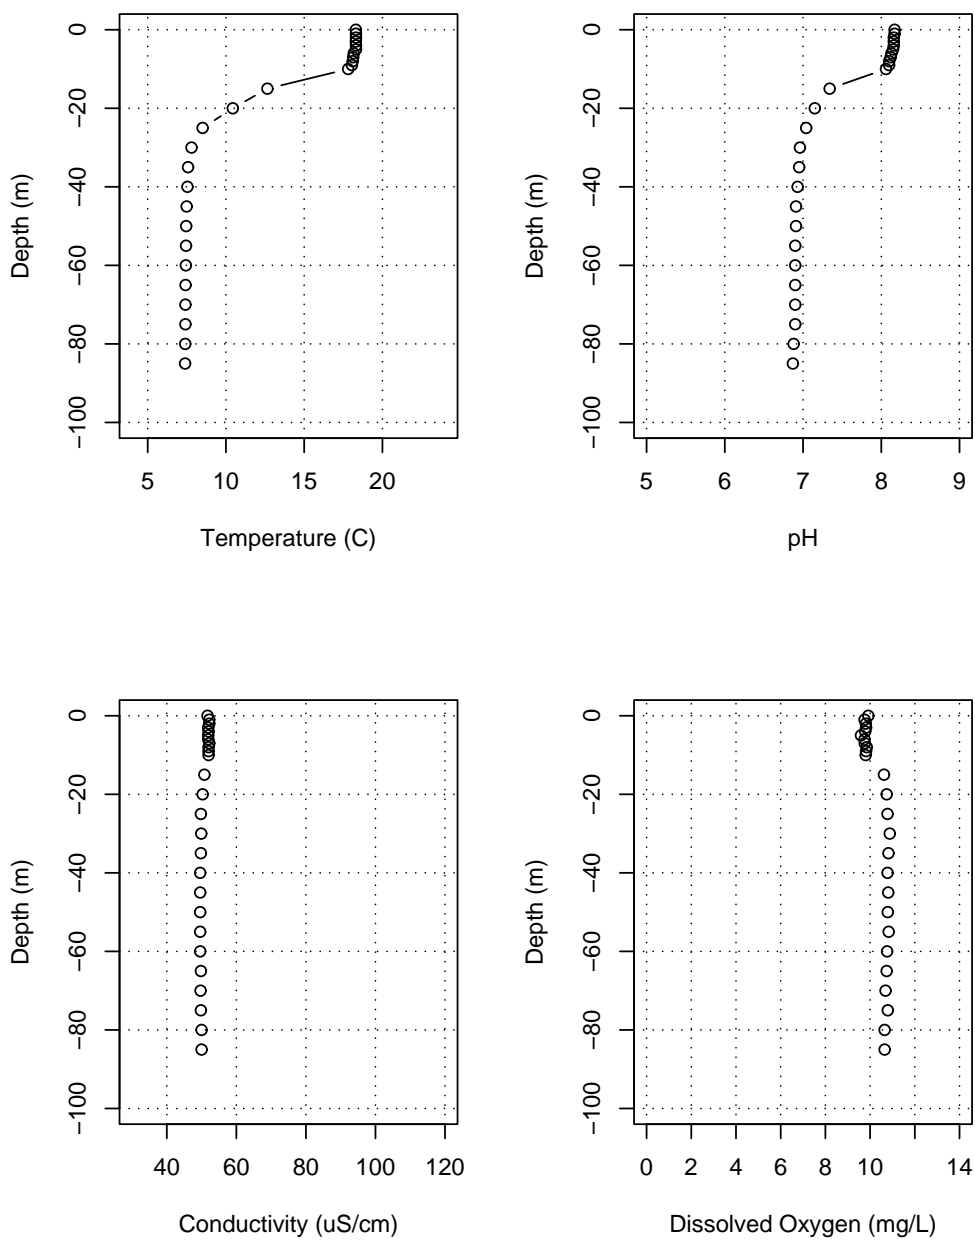 0
−20
−40
−60
−80
−100
Depth (m)
5 10 15 20
Temperature (C)
0
−20
−40
−60
−80
−100
Depth (m)
5 6 7 8 9
pH
0
−20
−40
−60
−80
−100
Depth (m)
40 60 80 100 120
Conductivity (uS/cm)
0
−20
−40
−60
−80
−100
Depth (m)
0 2 4 6 8 10 14
Dissolved Oxygen (mg/L)